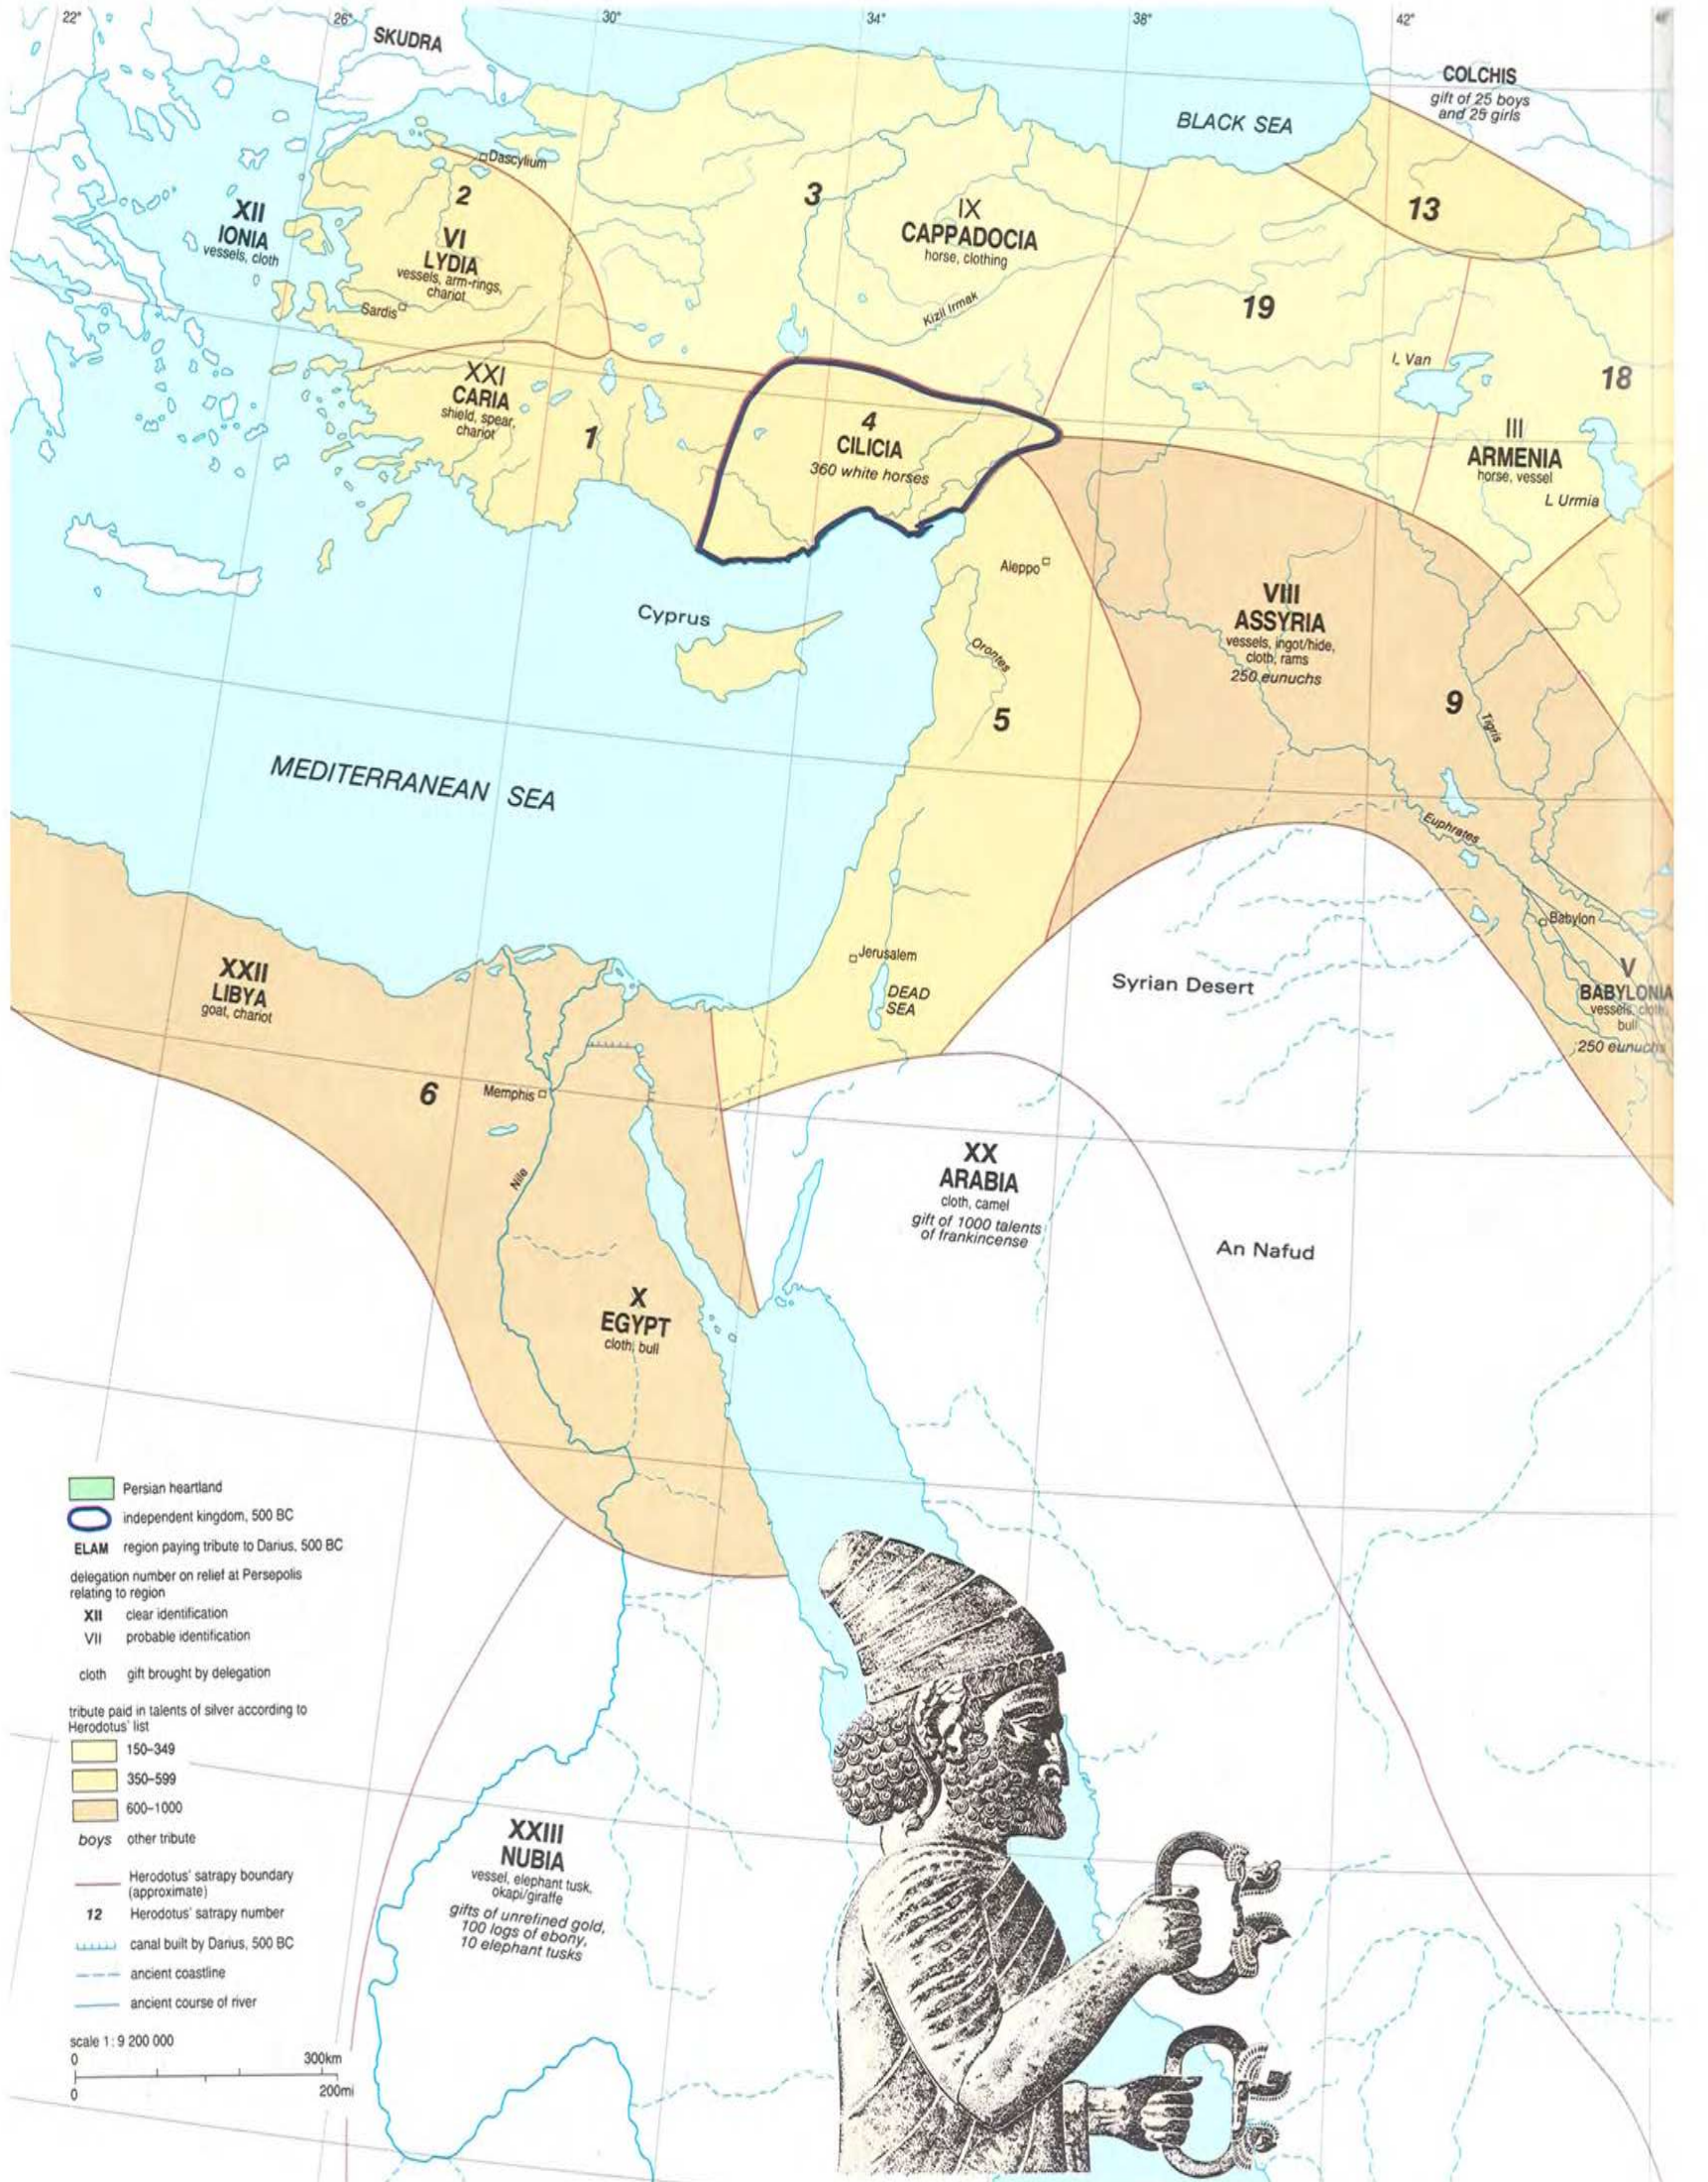 22°
26°
30°
34°
38°
42°
SKUDRA
COLCHIS
gift of 25 boys
and 25 girls
BLACK SEA
Dascylium
2
3
13
XII
IONIA
vessels, cloth
VI
LYDIA
vessels, arm-rings,
chariot
Sardis
IX
CAPPADOCIA
horse, clothing
Kizil Irmak
19
L. Van
18
XXI
CARIA
shield, spear,
chariot
1
4
CILICIA
360 white horses
III
ARMENIA
horse, vessel
L Urmia
Aleppo
Cyprus
Orontes
VIII
ASSYRIA
vessels, ingot/hide,
cloth, rams
250 eunuchs
5
9
Tigris
MEDITERRANEAN SEA
Euphrates
Babylon
Jerusalem
DEAD
SEA
Syrian Desert
V
BABYLONIA
vessels, cloth,
bull
250 eunuchs
XXII
LIBYA
goat, chariot
6
Memphis
Nile
XX
ARABIA
cloth, camel
gift of 1000 talents
of frankincense
An Nafud
X
EGYPT
cloth, bull
Persian heartland
independent kingdom, 500 BC
ELAM region paying tribute to Darius, 500 BC
delegation number on relief at Persepolis
relating to region
XII clear identification
VII probable identification
cloth gift brought by delegation
tribute paid in talents of silver according to
Herodotus' list
150–349
350–599
600–1000
boys other tribute
Herodotus' satrapy boundary
(approximate)
12 Herodotus' satrapy number
canal built by Darius, 500 BC
ancient coastline
ancient course of river
scale 1 : 9 200 000
0 300km
0 200mi
XXIII
NUBIA
vessel, elephant tusk,
okapi/giraffe
gifts of unrefined gold,
100 logs of ebony,
10 elephant tusks